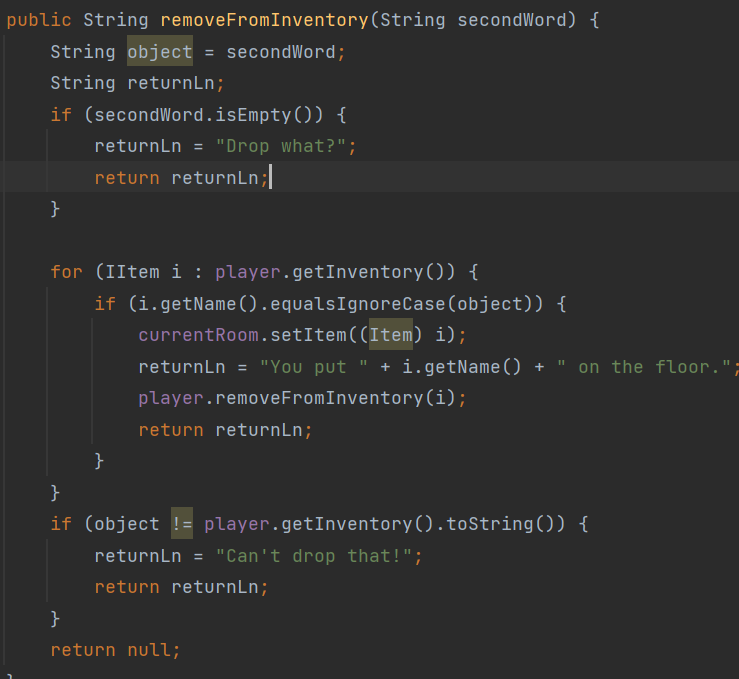 public String removeFromInventory(String secondWord) {
    String object = secondWord;
    String returnLn;
    if (secondWord.isEmpty()) {
        returnLn = "Drop what?";
        return returnLn;
    }

    for (IItem i : player.getInventory()) {
        if (i.getName().equalsIgnoreCase(object)) {
            currentRoom.setItem((Item) i);
            returnLn = "You put " + i.getName() + " on the floor.";
            player.removeFromInventory(i);
            return returnLn;
        }
    }
    if (object != player.getInventory().toString()) {
        returnLn = "Can't drop that!";
        return returnLn;
    }
    return null;
}